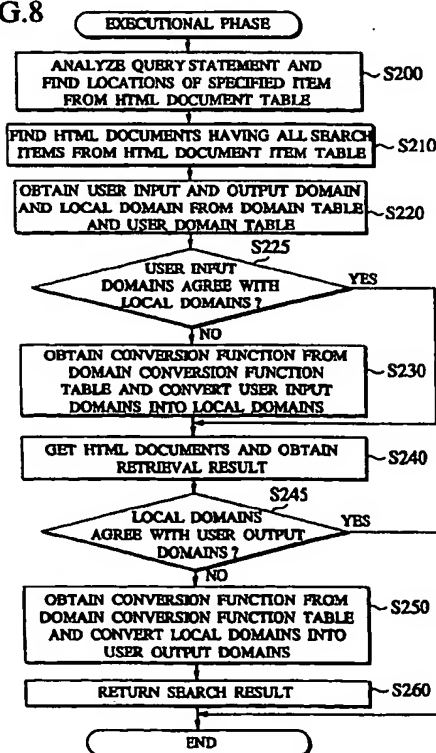 G.8
EXECUTIONAL PHASE
ANALYZE QUERY STATEMENT AND
FIND LOCATIONS OF SPECIFIED ITEM
FROM HTML DOCUMENT TABLE
S200
FIND HTML DOCUMENTS HAVING ALL SEARCH
ITEMS FROM HTML DOCUMENT ITEM TABLE
S210
OBTAIN USER INPUT AND OUTPUT DOMAIN
AND LOCAL DOMAIN FROM DOMAIN TABLE
AND USER DOMAIN TABLE
S220
S225
USER INPUT
DOMAINS AGREE WITH
LOCAL DOMAINS ?
YES
NO
OBTAIN CONVERSION FUNCTION FROM
DOMAIN CONVERSION FUNCTION
TABLE AND CONVERT USER INPUT
DOMAINS INTO LOCAL DOMAINS
S230
GET HTML DOCUMENTS AND OBTAIN
RETRIEVAL RESULT
S240
S245
LOCAL DOMAINS
AGREE WITH USER OUTPUT
DOMAINS ?
YES
NO
OBTAIN CONVERSION FUNCTION FROM
DOMAIN CONVERSION FUNCTION TABLE
AND CONVERT LOCAL DOMAINS INTO
USER OUTPUT DOMAINS
S250
RETURN SEARCH RESULT
S260
END